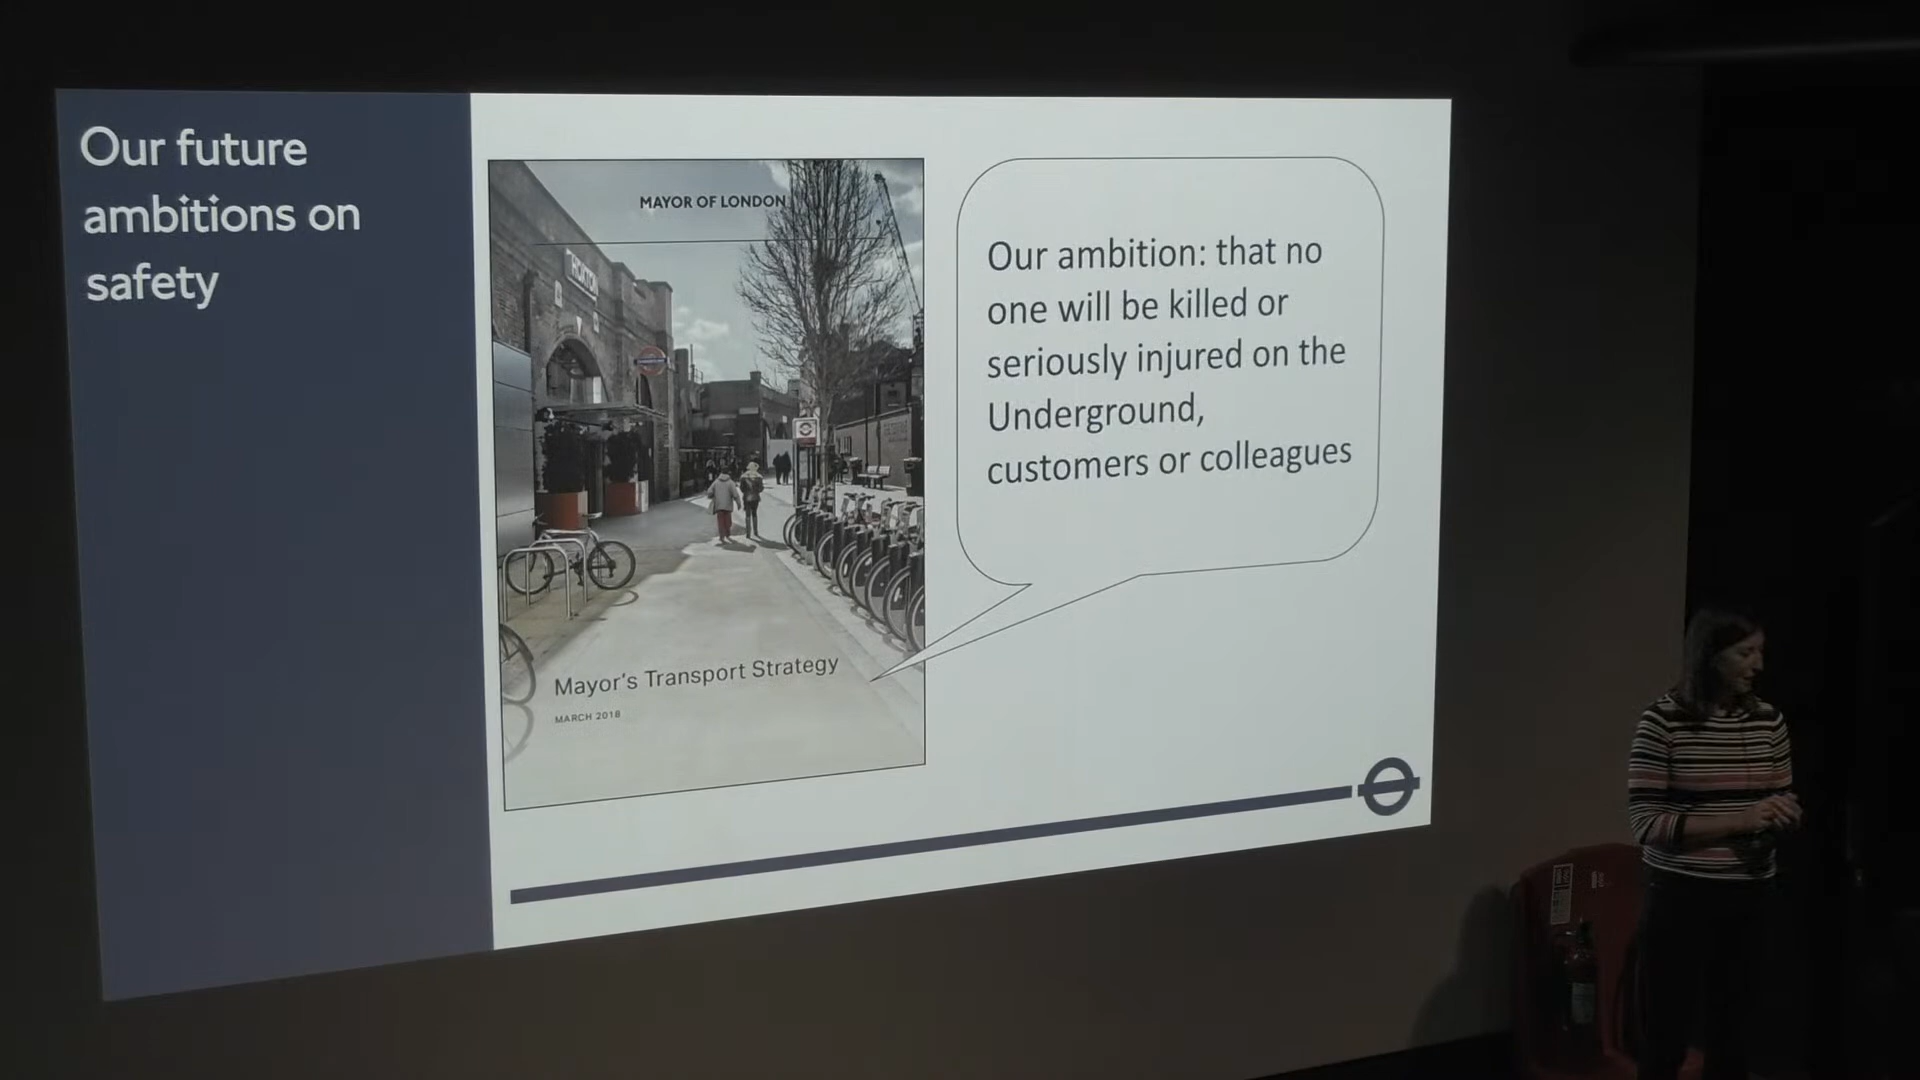 Our future
ambitions on
safety
MAYOR OF LONDON
HOXTON
Our ambition: that no
one will be killed or
seriously injured on the
Underground,
customers or colleagues
Mayor's Transport Strategy
MARCH 2018